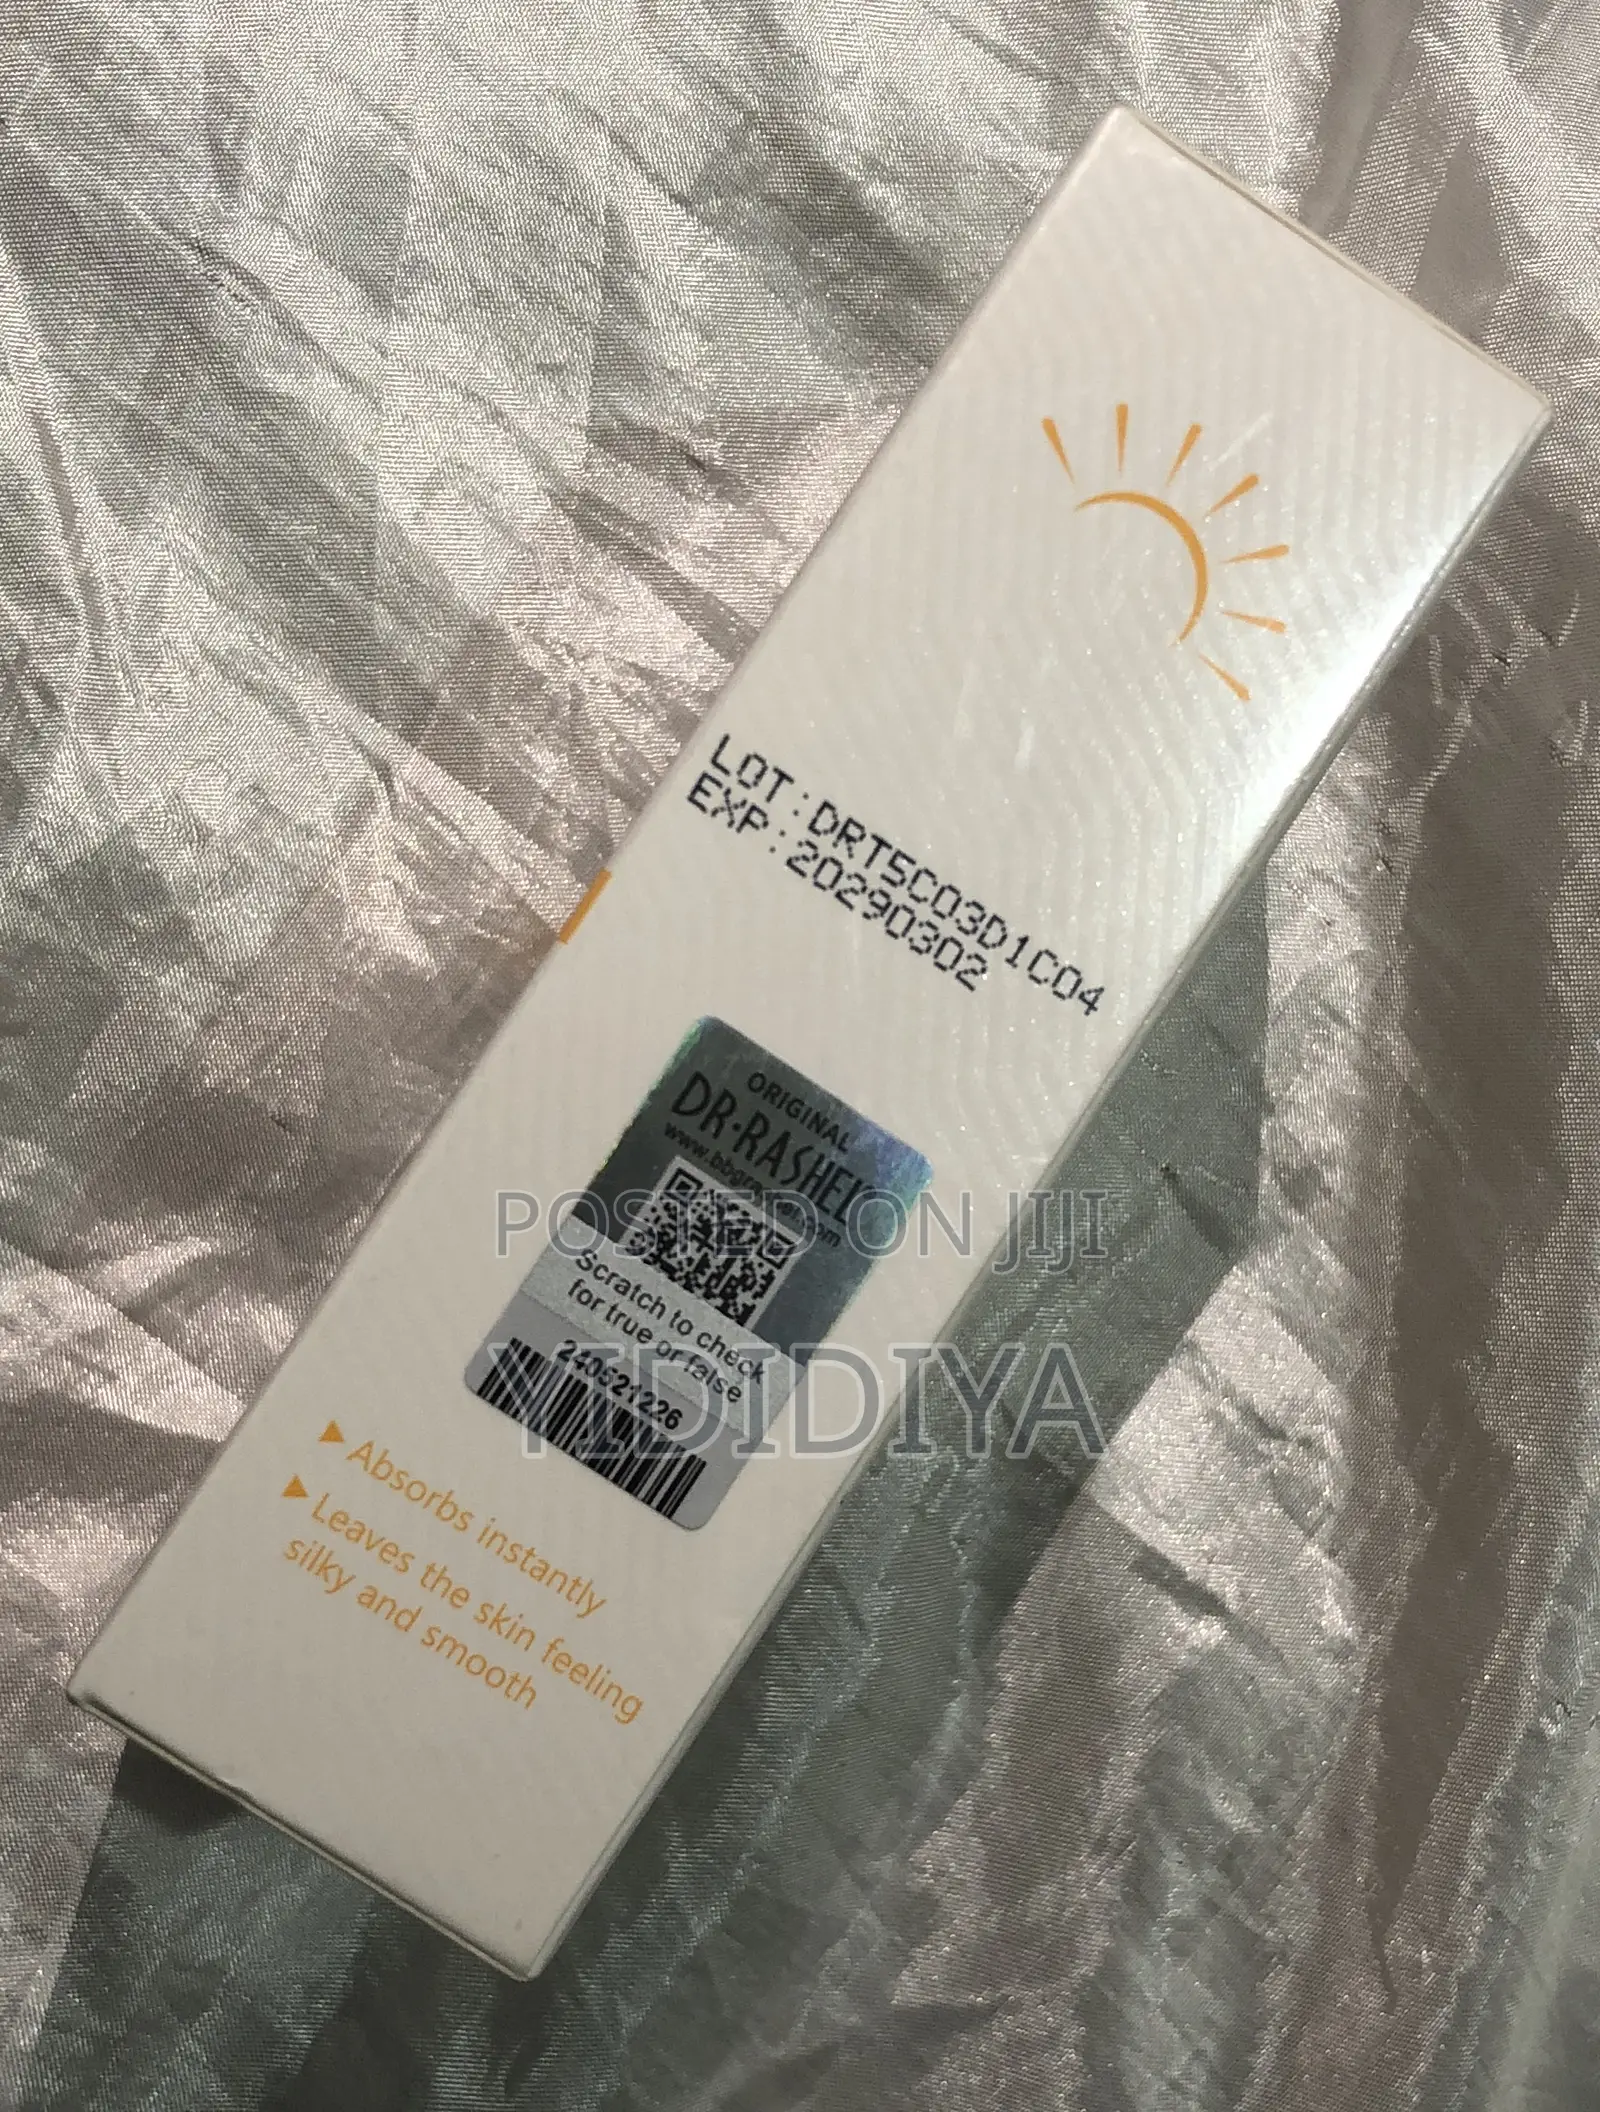 LOT:DRT5C03D1C04
EXP:20290302
ORIGINAL
DR·RASHEL
Scratch to check
for true or false
240521226
▶ Absorbs instantly
▶ Leaves the skin feeling
silky and smooth
POSTED ON JIJI
YIDIDIYA